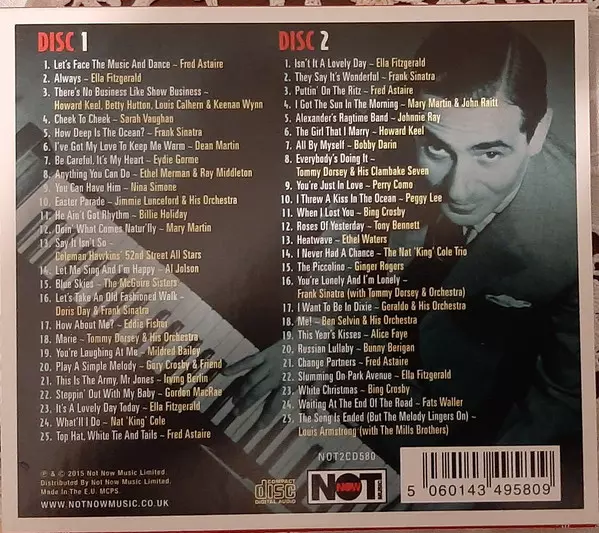 DISC 1
1. Let's Face The Music And Dance ~ Fred Astaire
2. Always ~ Ella Fitzgerald
3. There's No Business Like Show Business ~
Howard Keel, Betty Hutton, Louis Calhern & Keenan Wynn
4. Cheek To Cheek ~ Sarah Vaughan
5. How Deep Is The Ocean? ~ Frank Sinatra
6. I've Got My Love To Keep Me Warm ~ Dean Martin
7. Be Careful, It's My Heart ~ Eydie Gorme
8. Anything You Can Do ~ Ethel Merman & Ray Middleton
9. You Can Have Him ~ Nina Simone
10. Easter Parade ~ Jimmie Lunceford & His Orchestra
11. He Ain't Got Rhythm ~ Billie Holiday
12. Doin' What Comes Natur'lly ~ Mary Martin
13. Say It Isn't So ~
Coleman Hawkins' 52nd Street All Stars
14. Let Me Sing And I'm Happy ~ Al Jolson
15. Blue Skies ~ The McGuire Sisters
16. Let's Take An Old Fashioned Walk ~
Doris Day & Frank Sinatra
17. How About Me? ~ Eddie Fisher
18. Marie ~ Tommy Dorsey & His Orchestra
19. You're Laughing At Me ~ Mildred Bailey
20. Play A Simple Melody ~ Gary Crosby & Friend
21. This Is The Army, Mr Jones ~ Irving Berlin
22. Steppin' Out With My Baby ~ Gordon MacRae
23. It's A Lovely Day Today ~ Ella Fitzgerald
24. What'll I Do ~ Nat 'King' Cole
25. Top Hat, White Tie And Tails ~ Fred Astaire
DISC 2
1. Isn't It A Lovely Day ~ Ella Fitzgerald
2. They Say It's Wonderful ~ Frank Sinatra
3. Puttin' On The Ritz ~ Fred Astaire
4. I Got The Sun In The Morning ~ Mary Martin & John Raitt
5. Alexander's Ragtime Band ~ Johnnie Ray
6. The Girl That I Marry ~ Howard Keel
7. All By Myself ~ Bobby Darin
8. Everybody's Doing It ~
Tommy Dorsey & His Clambake Seven
9. You're Just In Love ~ Perry Como
10. I Threw A Kiss In The Ocean ~ Peggy Lee
11. When I Lost You ~ Bing Crosby
12. Roses Of Yesterday ~ Tony Bennett
13. Heatwave ~ Ethel Waters
14. I Never Had A Chance ~ The Nat 'King' Cole Trio
15. The Piccolino ~ Ginger Rogers
16. You're Lonely And I'm Lonely ~
Frank Sinatra (with Tommy Dorsey & Orchestra)
17. I Want To Be In Dixie ~ Geraldo & His Orchestra
18. Me! ~ Ben Selvin & His Orchestra
19. This Year's Kisses ~ Alice Faye
20. Russian Lullaby ~ Bunny Berigan
21. Change Partners ~ Fred Astaire
22. Slumming On Park Avenue ~ Ella Fitzgerald
23. White Christmas ~ Bing Crosby
24. Waiting At The End Of The Road ~ Fats Waller
25. The Song Is Ended (But The Melody Lingers On) ~
Louis Armstrong (with The Mills Brothers)
NOT2CD580
℗ & © 2015 Not Now Music Limited.
Distributed By Not Now Music Limited.
Made In The E.U. MCPS.
WWW.NOTNOWMUSIC.CO.UK
COMPACT
disc
DIGITAL AUDIO
NOT
NOW
5 060143 495809